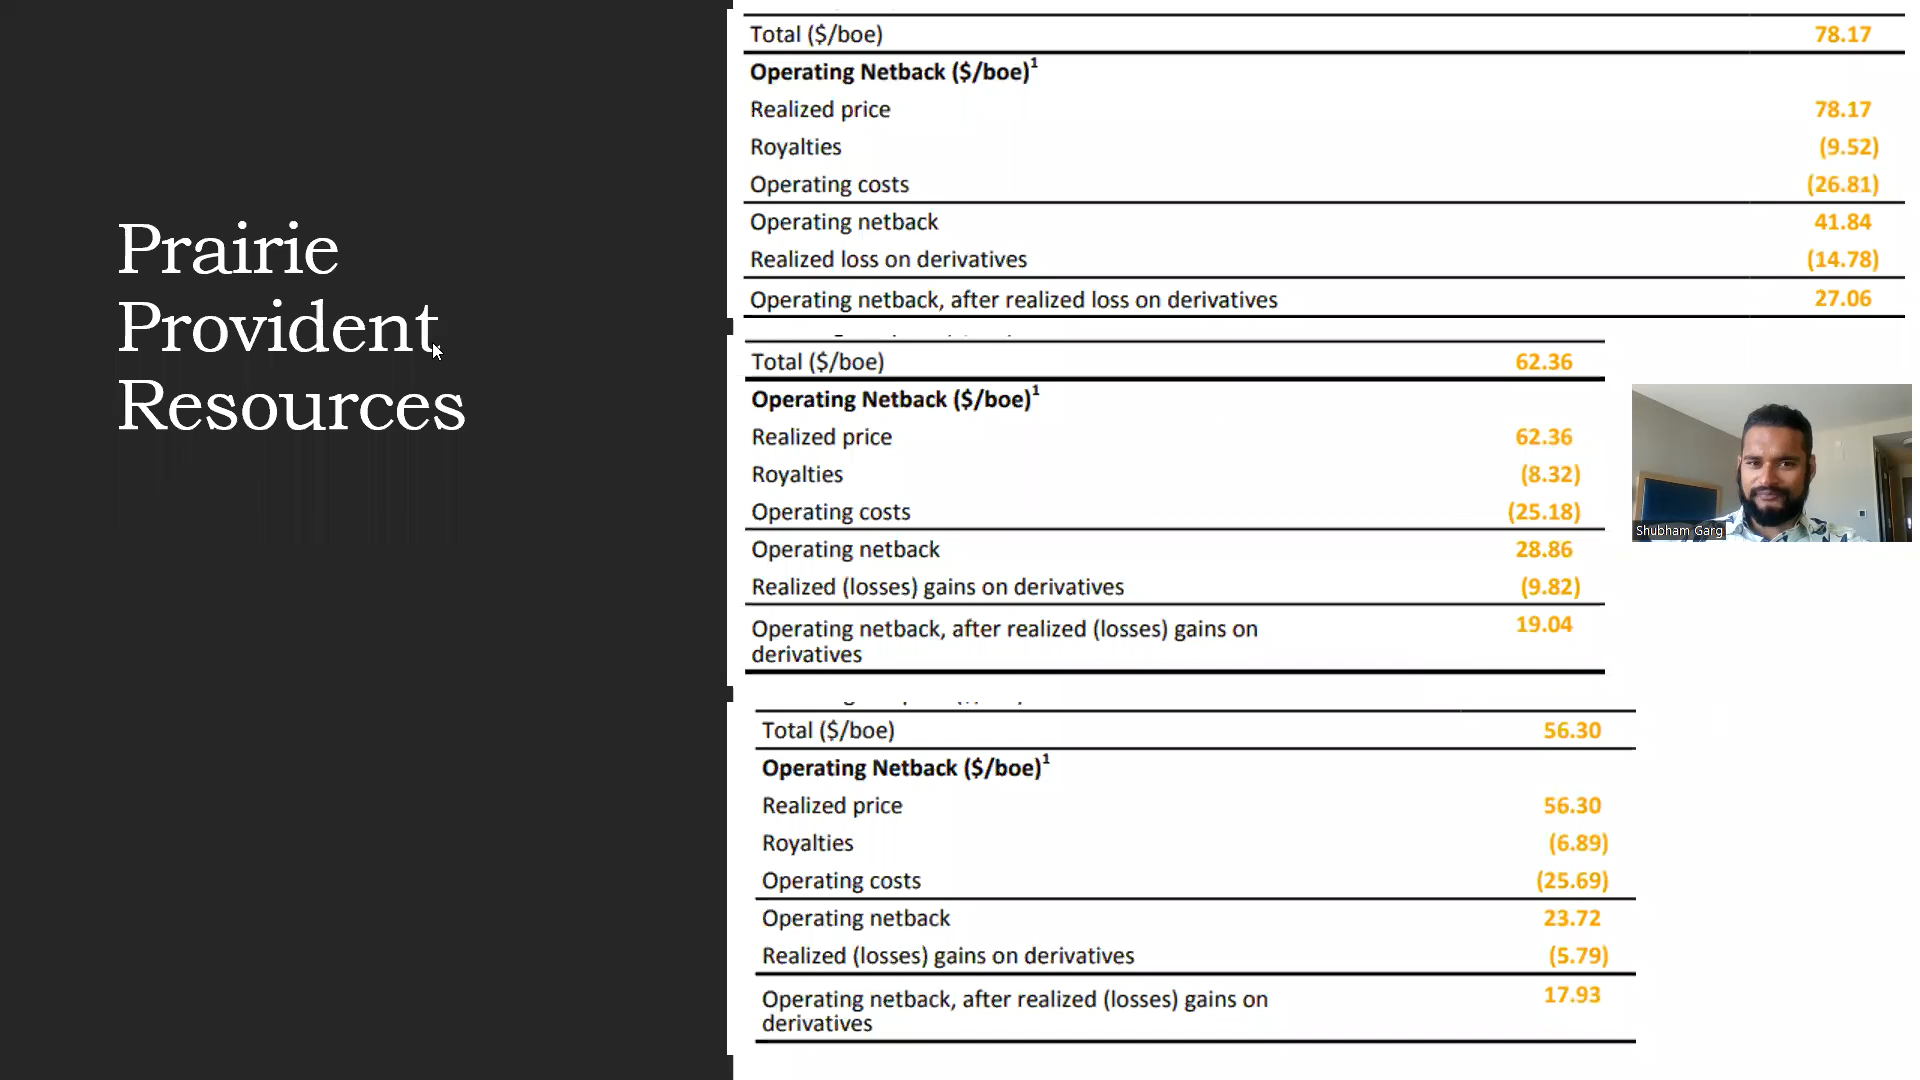 Prairie
Provident
Resources
Total ($/boe) 78.17
Operating Netback ($/boe)1
Realized price 78.17
Royalties (9.52)
Operating costs (26.81)
Operating netback 41.84
Realized loss on derivatives (14.78)
Operating netback, after realized loss on derivatives 27.06
Total ($/boe) 62.36
Operating Netback ($/boe)1
Realized price 62.36
Royalties (8.32)
Operating costs (25.18)
Operating netback 28.86
Realized (losses) gains on derivatives (9.82)
Operating netback, after realized (losses) gains on 19.04
derivatives
Shubham Garg
Total ($/boe) 56.30
Operating Netback ($/boe)1
Realized price 56.30
Royalties (6.89)
Operating costs (25.69)
Operating netback 23.72
Realized (losses) gains on derivatives (5.79)
Operating netback, after realized (losses) gains on 17.93
derivatives